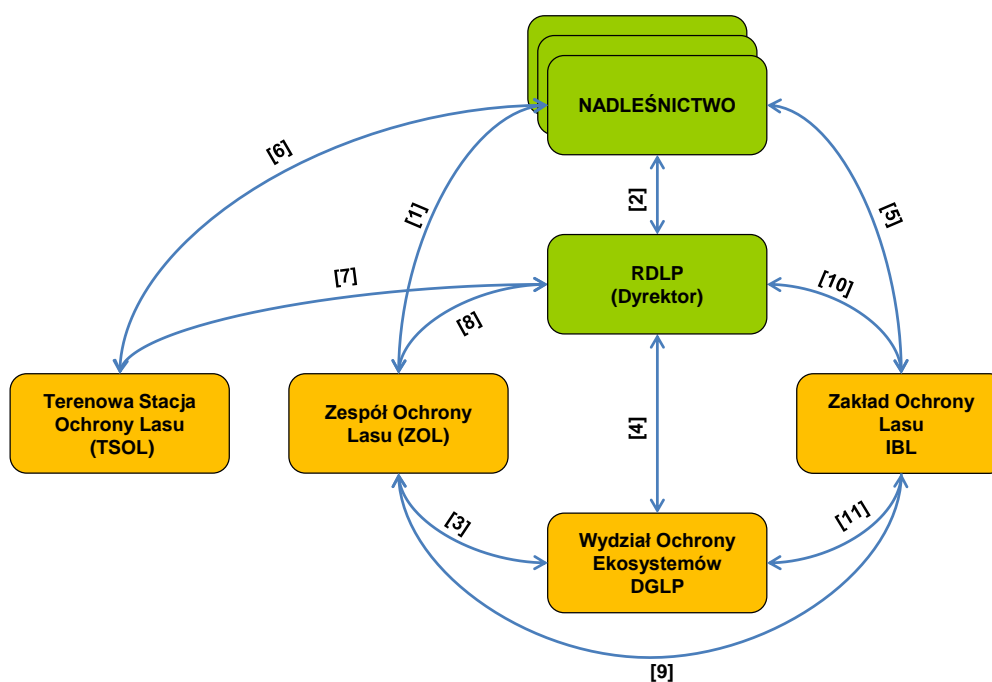 NADLEŚNICTWO
[6]
[1]
[2]
[5]
RDLP
(Dyrektor)
[7]
[8]
[10]
Terenowa Stacja
Ochrony Lasu
(TSOL)
Zespół Ochrony
Lasu (ZOL)
[4]
Zakład Ochrony
Lasu
IBL
[3]
Wydział Ochrony
Ekosystemów
DGLP
[11]
[9]